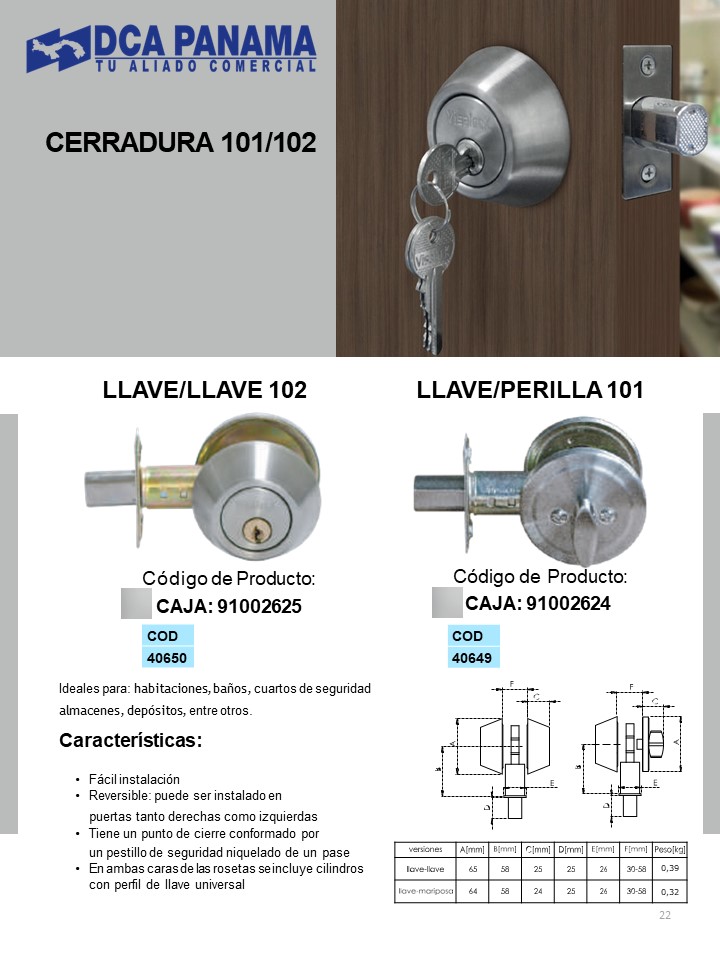 DCA PANAMA
TU ALIADO COMERCIAL
CERRADURA 101/102
LLAVE/LLAVE 102
LLAVE/PERILLA 101
Código de Producto:
CAJA: 91002625
COD
40650
Código de Producto:
CAJA: 91002624
COD
40649
Ideales para: habitaciones, baños, cuartos de seguridad
almacenes, depósitos, entre otros.
Características:
• Fácil instalación
• Reversible: puede ser instalado en
puertas tanto derechas como izquierdas
• Tiene un punto de cierre conformado por
un pestillo de seguridad niquelado de un pase
• En ambas caras de las rosetas se incluye cilindros
con perfil de llave universal
F
C
A
B
E
D
F
C
A
B
E
D
versiones A[mm] B[mm] C[mm] D[mm] E[mm] F[mm] Peso[kg]
llave-llave 65 58 25 25 26 30-58 0,39
llave-mariposa 64 58 24 25 26 30-58 0,32
22